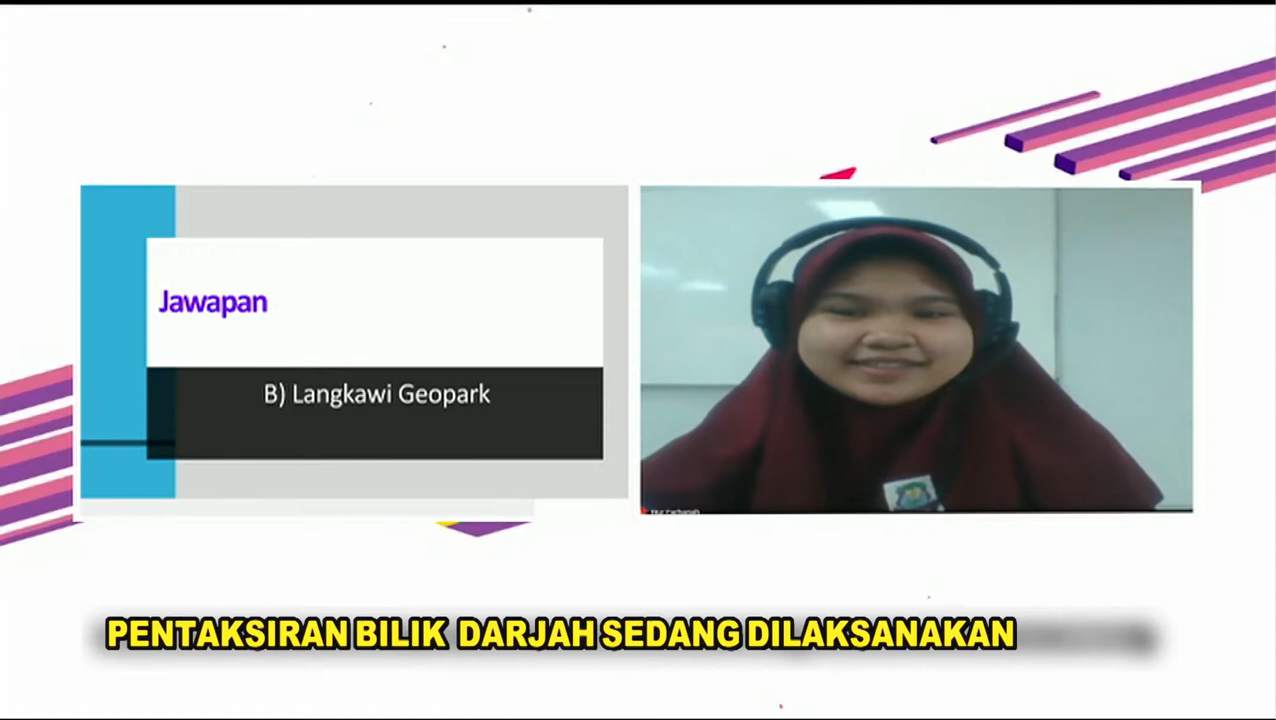 Jawapan
B) Langkawi Geopark
PENTAKSIRAN BILIK DARJAH SEDANG DILAKSANAKAN